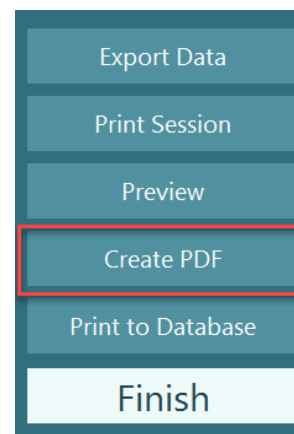 Export Data
Print Session
Preview
Create PDF
Print to Database
Finish